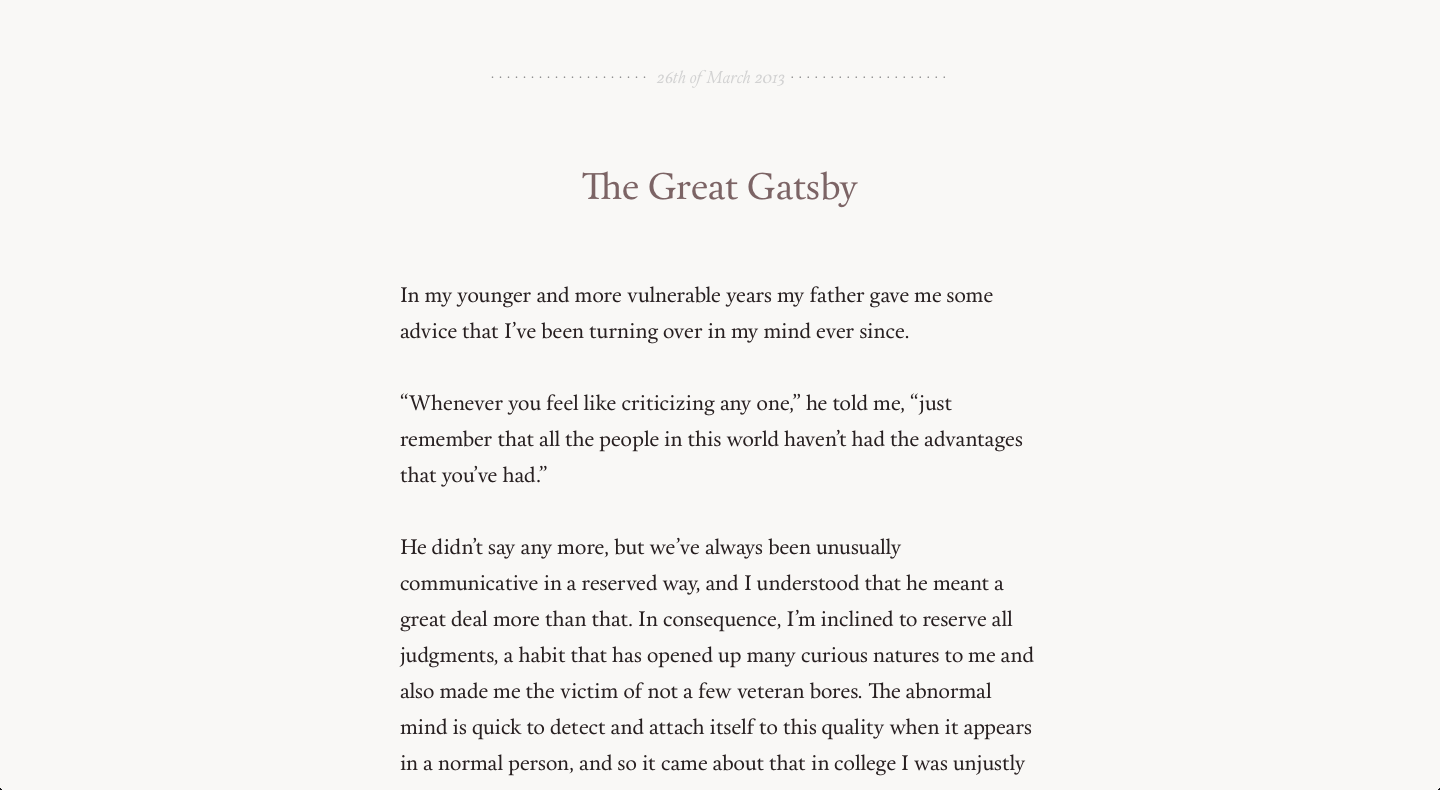 26th of March 2013
The Great Gatsby
In my younger and more vulnerable years my father gave me some
advice that I’ve been turning over in my mind ever since.
“Whenever you feel like criticizing any one,” he told me, “just
remember that all the people in this world haven’t had the advantages
that you’ve had.”
He didn’t say any more, but we’ve always been unusually
communicative in a reserved way, and I understood that he meant a
great deal more than that. In consequence, I’m inclined to reserve all
judgments, a habit that has opened up many curious natures to me and
also made me the victim of not a few veteran bores. The abnormal
mind is quick to detect and attach itself to this quality when it appears
in a normal person, and so it came about that in college I was unjustly